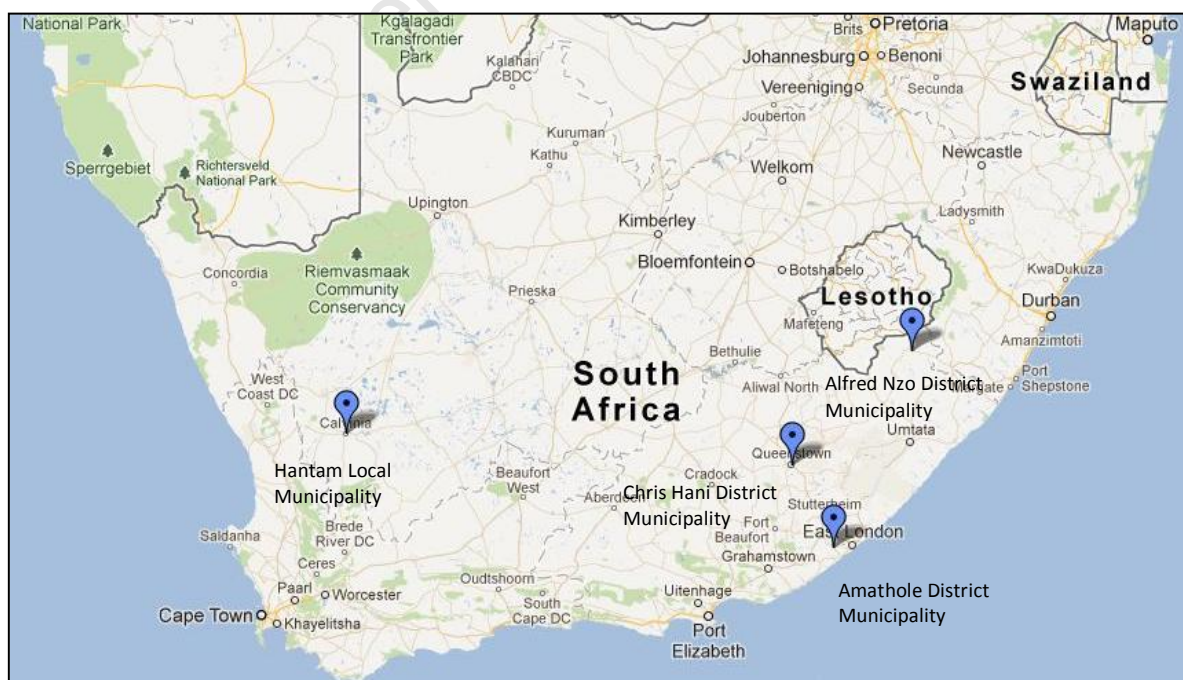 National Park
Kgalagadi
Transfrontier
Park
Kalahari
CBDC
Brits
Pretoria
Johannesburg
Benoni
Maputo
Swaziland
Vereeniging
Secunda
Jouberton
Kuruman
Kathu
Welkom
Newcastle
Sperrgebiet
Richtersveld
National Park
Upington
Kimberley
Ladysmith
Concordia
Riemvasmaak
Community
Conservancy
Bloemfontein
Botshabelo
KwaDukuza
Prieska
Lesotho
Mafeteng
Durban
Amanzimtoti
South
Africa
Bethulie
Aliwal North
West
Coast DC
Alfred Nzo District
Municipality
Margate
Port
Shepstone
Calvinia
Umtata
Hantam Local
Municipality
Queenstown
Beaufort
West
Cradock
Aberdeen
Chris Hani District
Municipality
Stutterheim
Fort
Beaufort
East London
Grahamstown
Saldanha
Brede
River DC
Ceres
Paarl
Worcester
Oudtshoorn
South
Cape DC
Uitenhage
Amathole District
Municipality
Cape Town
Khayelitsha
Port
Elizabeth